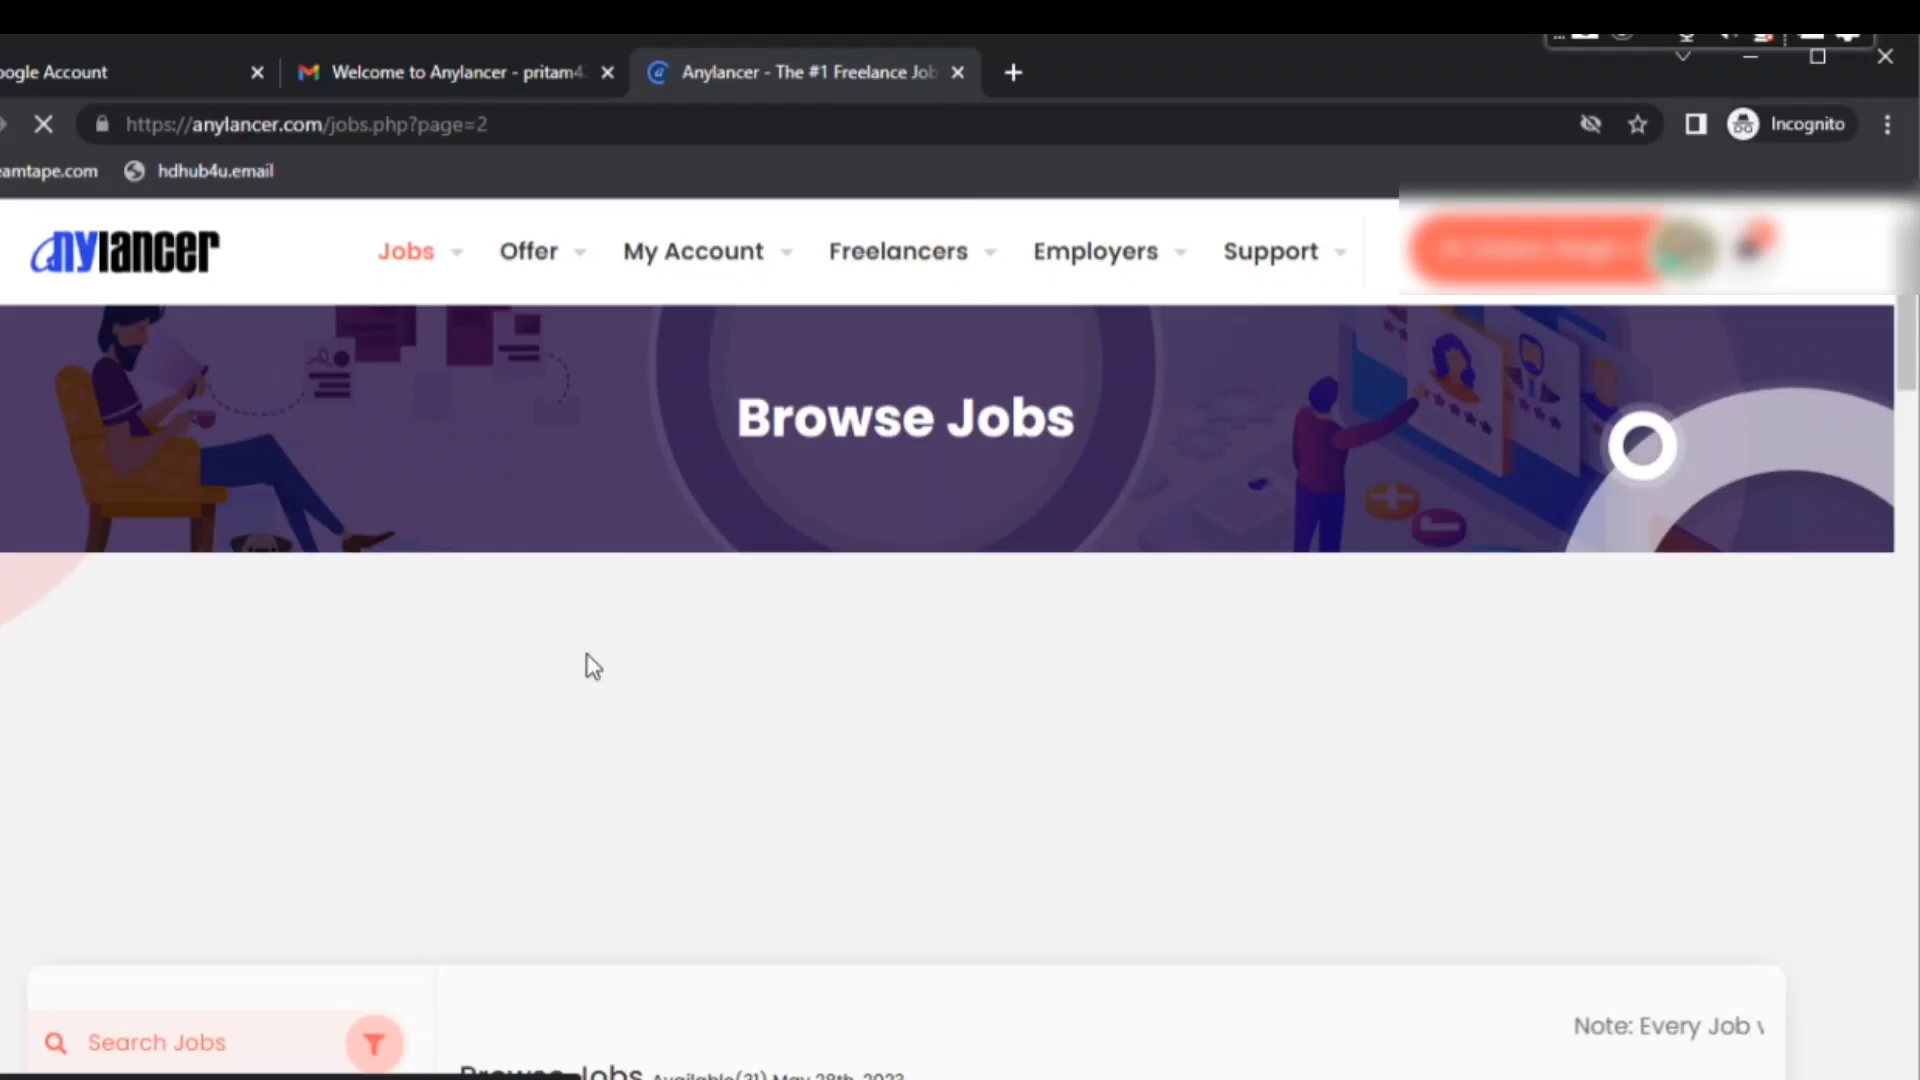 oogle Account
Welcome to Anylancer - pritam4
Anylancer - The #1 Freelance Job
https://anylancer.com/jobs.php?page=2
Incognito
eamtape.com
hdhub4u.email
anylancer
Jobs
Offer
My Account
Freelancers
Employers
Support
Browse Jobs
Note: Every Job
Search Jobs
Browse Jobs Available(31) May 28th, 2023